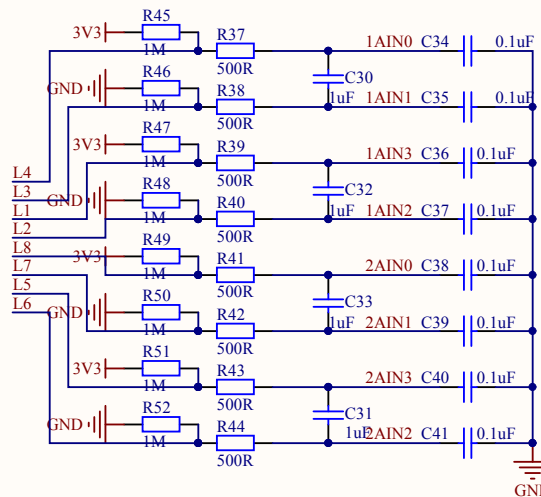 R45 R37
3V3 1AIN0 C34 0.1uF
1M 500R
R46 R38 C30
GND 1uF 1AIN1 C35 0.1uF
1M 500R
R47 R39
3V3 1AIN3 C36 0.1uF
1M 500R
L4
R48 R40 C32
L3 GND 1uF 1AIN2 C37 0.1uF
L1
1M 500R
L2
R49 R41
L8 3V3 2AIN0 C38 0.1uF
L7
1M 500R
L5
R50 R42 C33
L6 GND 1uF 2AIN1 C39 0.1uF
1M 500R
R51 R43
3V3 2AIN3 C40 0.1uF
1M 500R
R52 R44 C31
GND 1uF 2AIN2 C41 0.1uF
1M 500R
GND